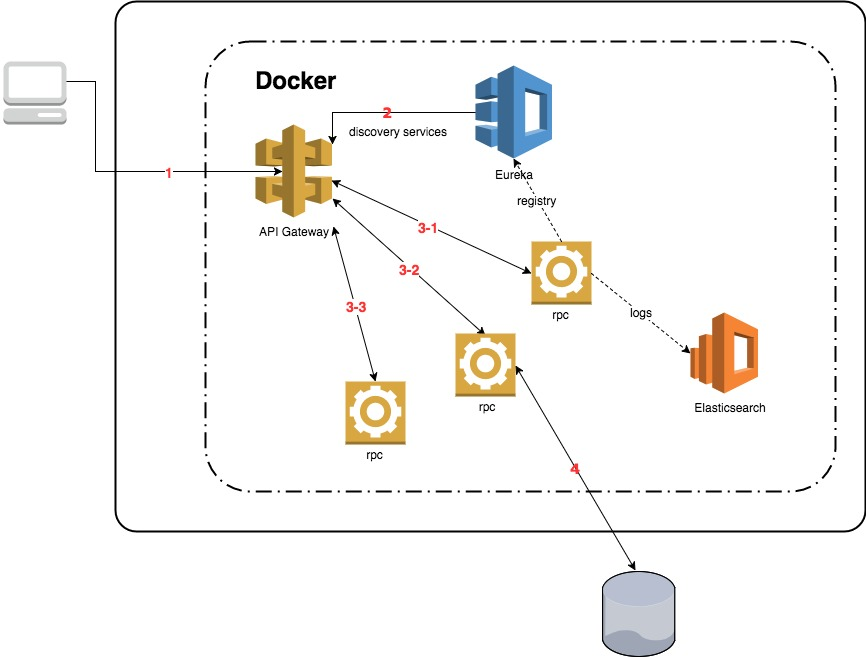 Docker
2
discovery services
1
Eureka
registry
API Gateway
3-1
3-2
3-3
rpc
logs
rpc
Elasticsearch
rpc
4